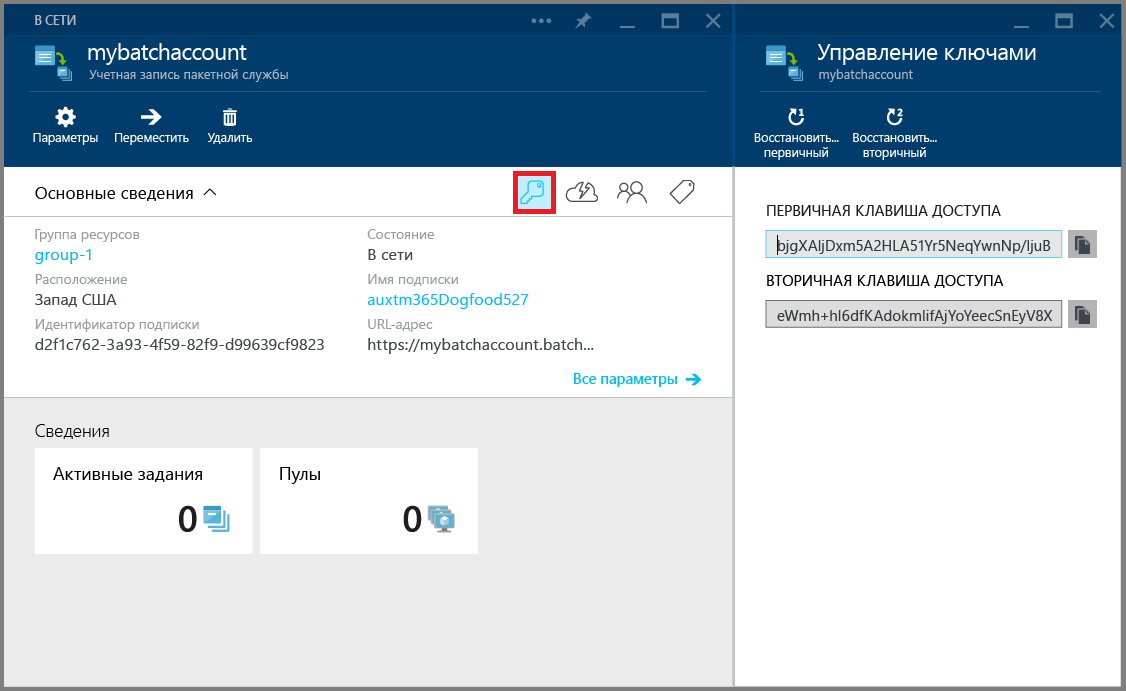 В СЕТИ
mybatchaccount
Учетная запись пакетной службы
Параметры
Переместить
Удалить
Основные сведения
Группа ресурсов
group-1
Расположение
Запад США
Идентификатор подписки
d2f1c762-3a93-4f59-82f9-d99639cf9823
Состояние
В сети
Имя подписки
auxtm365Dogfood527
URL-адрес
https://mybatchaccount.batch...
Все параметры
Сведения
Активные задания
0
Пулы
0
Управление ключами
mybatchaccount
1
Восстановить...
первичный
2
Восстановить...
вторичный
ПЕРВИЧНАЯ КЛАВИША ДОСТУПА
bjgXAljDxm5A2HLA51Yr5NeqYwnNp/ljuB
ВТОРИЧНАЯ КЛАВИША ДОСТУПА
eWmh+hl6dfKAdokmlifAjYoYeecSnEyV8X